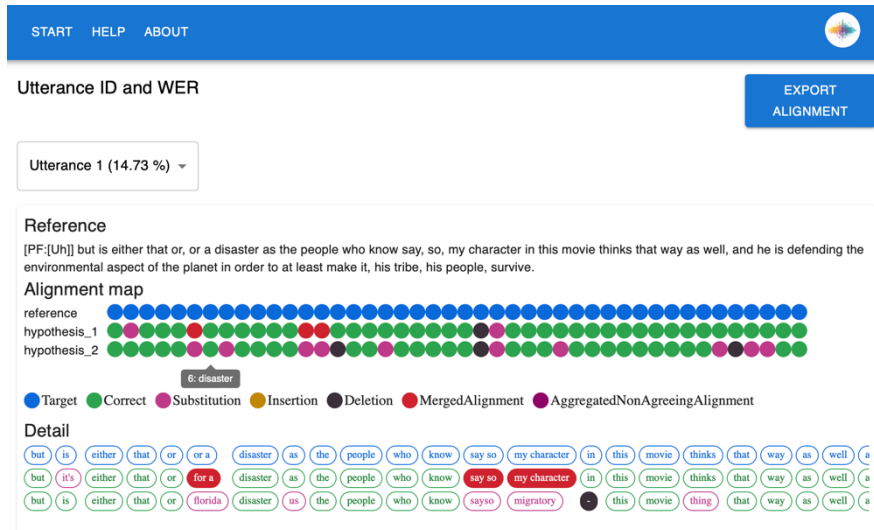 START HELP ABOUT
Utterance ID and WER
EXPORT
ALIGNMENT
Utterance 1 (14.73 %)
Reference
[PF:[Uh]] but is either that or, or a disaster as the people who know say, so, my character in this movie thinks that way as well, and he is defending the
environmental aspect of the planet in order to at least make it, his tribe, his people, survive.
Alignment map
reference
hypothesis_1
hypothesis_2
6: disaster
Target Correct Substitution Insertion Deletion MergedAlignment AggregatedNonAgreeingAlignment
Detail
but is either that or or a disaster as the people who know say so my character in this movie thinks that way as well a
but it's either that or for a disaster as the people who know say so my character in this movie thinks that way as well a
but is either that or florida disaster us the people who know sayso migratory - this movie thing that way as well a